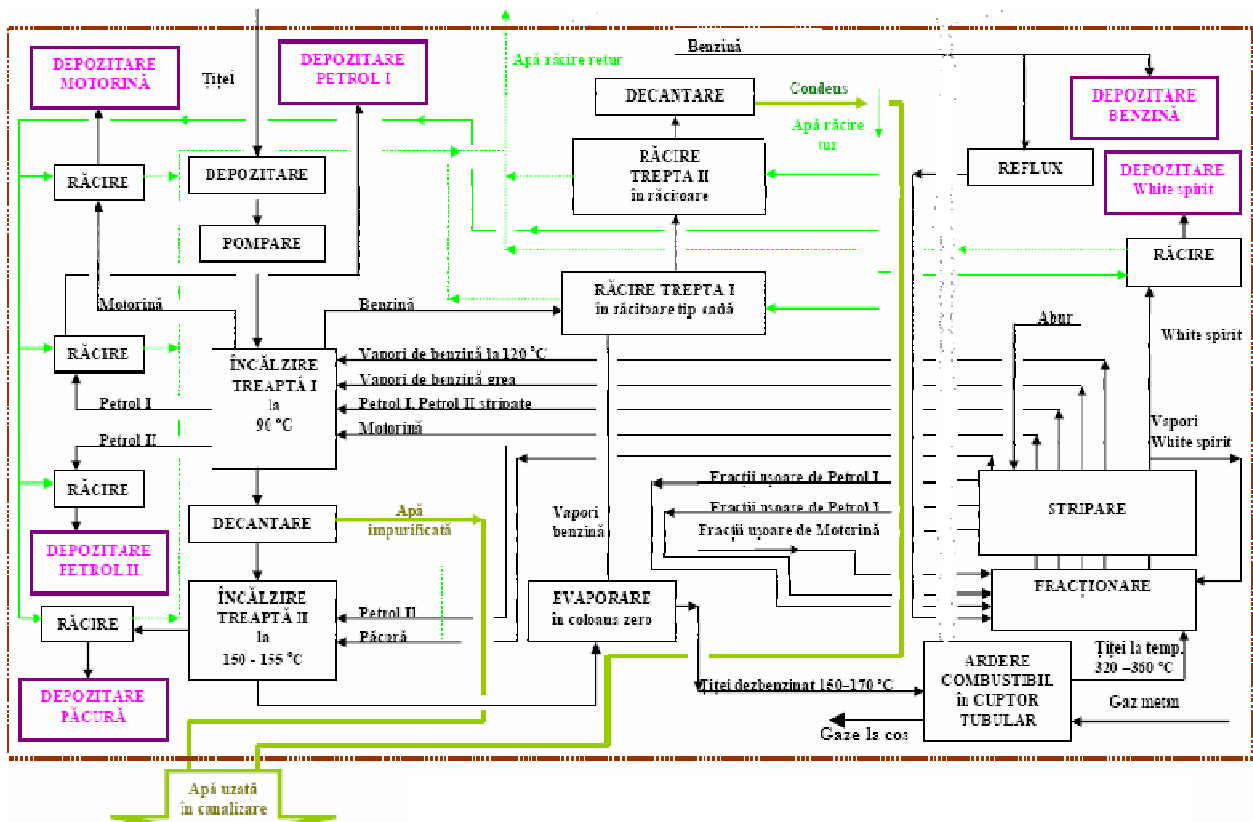 Benzină
DEPOZITARE
MOTORINĂ
Țiței
DEPOZITARE
PETROL I
Apă răcire retur
DECANTARE
Condens
Apă răcire
tur
DEPOZITARE
BENZINĂ
RĂCIRE
DEPOZITARE
RĂCIRE
TREPTA II
în răcitoare
REFLUX
DEPOZITARE
White spirit
POMPARE
RĂCIRE
Motorină
Benzină
RĂCIRE TREPTA I
în răcitoare tip cadă
Abur
White spirit
RĂCIRE
ÎNCĂLZIRE
TREAPTĂ I
la
90 °C
Vapori de benzină la 120 °C
Vapori de benzină grea
Petrol I, Petrol II stripate
Motorină
Petrol I
Petrol II
Vapori
White spirit
RĂCIRE
Fracții ușoare de Petrol I
Fracții ușoare de Petrol I
Fracții ușoare de Motorină
STRIPARE
DECANTARE
Apă
impurificată
Vapori
benzină
DEPOZITARE
PETROL II
ÎNCĂLZIRE
TREAPTĂ II
la
150 - 155 °C
Petrol II
Păcură
EVAPORARE
în coloana zero
FRACȚIONARE
RĂCIRE
Țiței la temp.
320 –360 °C
DEPOZITARE
PĂCURĂ
Țiței dezbenzinat 150–170 °C
ARDERE
COMBUSTIBIL
în CUPTOR
TUBULAR
Gaz metan
Gaze la cos
Apă uzată
în canalizare